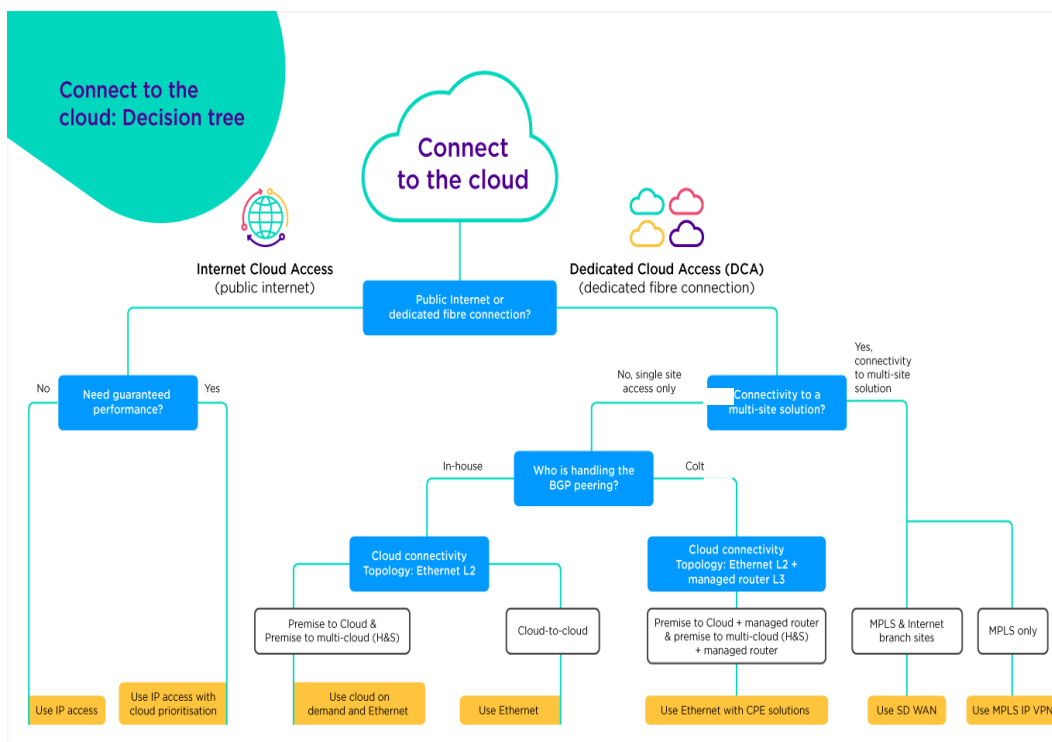 Connect to the
cloud: Decision tree
Connect
to the cloud
Internet Cloud Access
(public internet)
Dedicated Cloud Access (DCA)
(dedicated fibre connection)
Public Internet or
dedicated fibre connection?
No
Need guaranteed
performance?
Yes
No, single site
access only
Connectivity to a
multi-site solution?
Yes,
connectivity
to multi-site
solution
In-house
Who is handling the
BGP peering?
Colt
Cloud connectivity
Topology: Ethernet L2
Cloud connectivity
Topology: Ethernet L2 +
managed router L3
Premise to Cloud &
Premise to multi-cloud (H&S)
Cloud-to-cloud
Premise to Cloud + managed router
& premise to multi-cloud (H&S)
+ managed router
MPLS & Internet
branch sites
MPLS only
Use IP access
Use IP access with
cloud prioritisation
Use cloud on
demand and Ethernet
Use Ethernet
Use Ethernet with CPE solutions
Use SD WAN
Use MPLS IP VPN